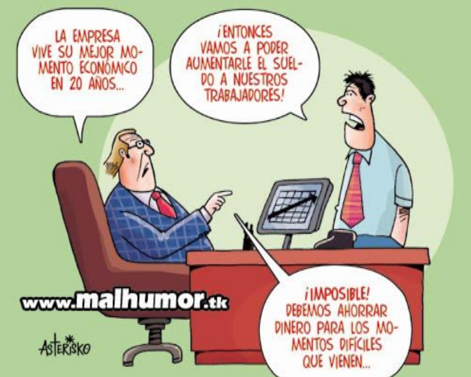 LA EMPRESA
VIVE SU MEJOR MO-
MENTO ECONÓMICO
EN 20 AÑOS...
¡ENTONCES
VAMOS A PODER
AUMENTARLE EL SUEL-
DO A NUESTROS
TRABAJADORES!
¡IMPOSIBLE!
DEBEMOS AHORRAR
DINERO PARA LOS MO-
MENTOS DIFÍCILES
QUE VIENEN...
www.malhumor.tk
ASTERISKO